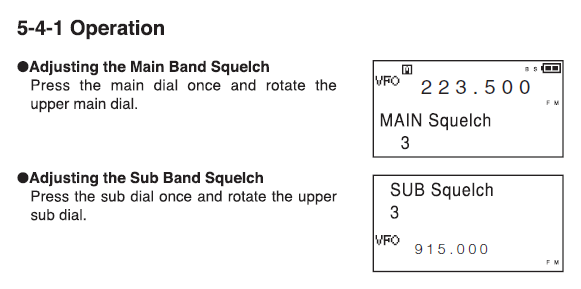 5-4-1 Operation
●Adjusting the Main Band Squelch
Press the main dial once and rotate the
upper main dial.
M
B S
VFO 223.500
F M
MAIN Squelch
3
●Adjusting the Sub Band Squelch
Press the sub dial once and rotate the upper
sub dial.
SUB Squelch
3
VFO 915.000
F M